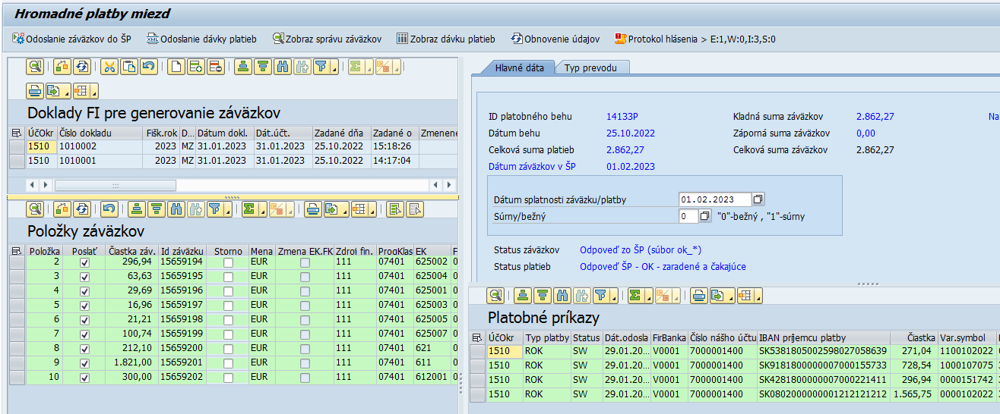 Hromadné platby miezd
Odoslanie záväzkov do ŠP Odoslanie dávky platieb Zobraz správu záväzkov Zobraz dávku platieb Obnovenie údajov Protokol hlásenia > E:1,W:0,I:3,S:0
Doklady FI pre generovanie záväzkov
ÚčOkr Číslo dokladu Fišk.rok D... Dátum dokl. Dát.účt. Zadané dňa Zadané o Zmenené
1510 1010002 2023 MZ 31.01.2023 31.01.2023 25.10.2022 15:18:26
1510 1010001 2023 MZ 31.01.2023 31.01.2023 25.10.2022 14:17:04
Položky záväzkov
Položka Poslať Čiastka záv. Id záväzku Storno Mena Zmena EK,FK Zdroj fin. ProgKlas EK F
2 296,94 15659194 EUR 111 07401 625002 0
3 63,63 15659195 EUR 111 07401 625004 0
4 29,69 15659196 EUR 111 07401 625001 0
5 16,96 15659197 EUR 111 07401 625003 0
6 21,21 15659198 EUR 111 07401 625005 0
7 100,74 15659199 EUR 111 07401 625007 0
8 212,10 15659200 EUR 111 07401 621 0
9 1.821,00 15659201 EUR 111 07401 611 0
10 300,00 15659202 EUR 111 07401 612001 0
Hlavné dáta Typ prevodu
ID platobného behu 14133P Kladná suma záväzkov 2.862,27 Na
Dátum behu 25.10.2022 Záporná suma záväzkov 0,00
Celková suma platieb 2.862,27 Celková suma záväzkov 2.862,27
Dátum záväzkov v ŠP 01.02.2023
Dátum splatnosti záväzku/platby 01.02.2023
Súrny/bežný 0 "0"-bežný , "1"-súrny
Status záväzkov Odpoveď zo ŠP (súbor ok_*)
Status platieb Odpoveď ŠP - OK - zaradené a čakajúce
Platobné príkazy
ÚčOkr Typ platby Status Dát.odosla FirBanka Číslo nášho účtu IBAN príjemcu platby Čiastka Var.symbol
1510 ROK SW 29.01.20... V0001 7000001400 SK5381805002598027058639 271,04 1100102022
1510 ROK SW 29.01.20... V0001 7000001400 SK9181800000007000155733 728,54 1000107075
1510 ROK SW 29.01.20... V0001 7000001400 SK4281800000007000221411 296,94 0000151742
1510 ROK SW 29.01.20... V0001 7000001400 SK0802000000001212121212 1.565,75 0000102022